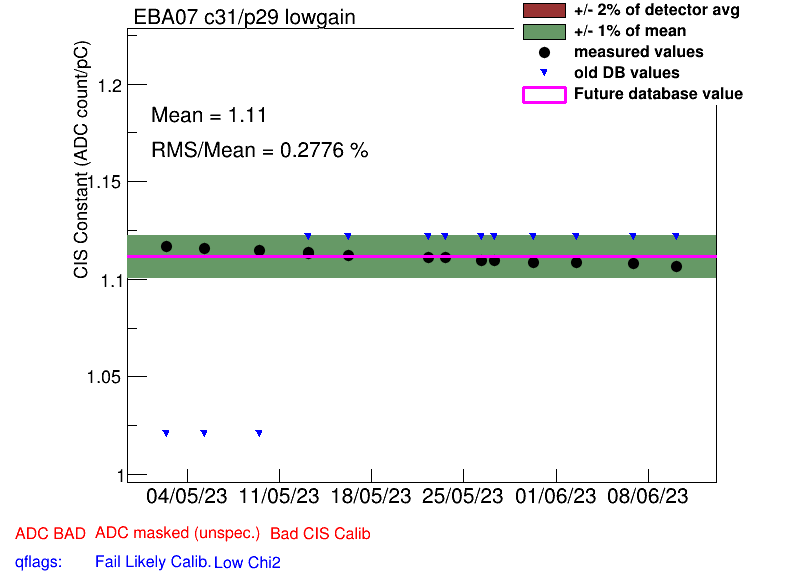 EBA07 c31/p29 lowgain
+/- 2% of detector avg
+/- 1% of mean
measured values
old DB values
Future database value
Mean = 1.11
RMS/Mean = 0.2776 %
CIS Constant (ADC count/pC)
1.2
1.15
1.1
1.05
1
04/05/23 11/05/23 18/05/23 25/05/23 01/06/23 08/06/23
ADC BAD ADC masked (unspec.) Bad CIS Calib
qflags: Fail Likely Calib. Low Chi2